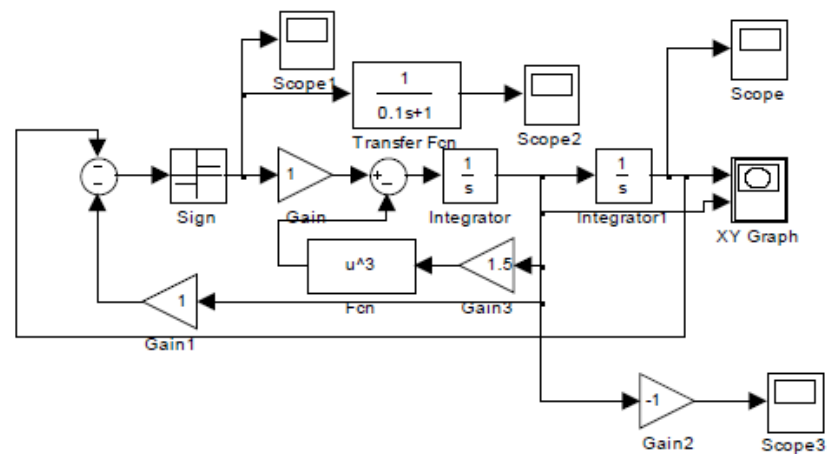 Scope1
1
0.1s+1
Transfer Fcn
Scope2
Scope
−
−
Sign
1
Gain
+
−
1
s
Integrator
1
s
Integrator1
XY Graph
u^3
Fcn
1.5
Gain3
1
Gain1
-1
Gain2
Scope3